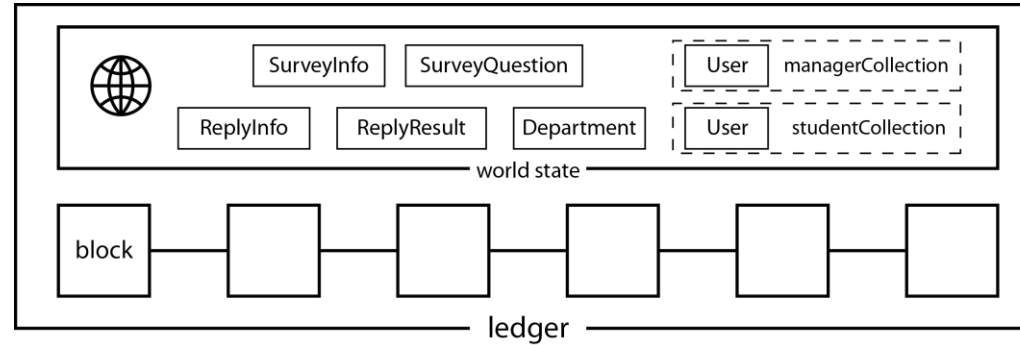 SurveyInfo SurveyQuestion User managerCollection
ReplyInfo ReplyResult Department User studentCollection
world state
block
ledger